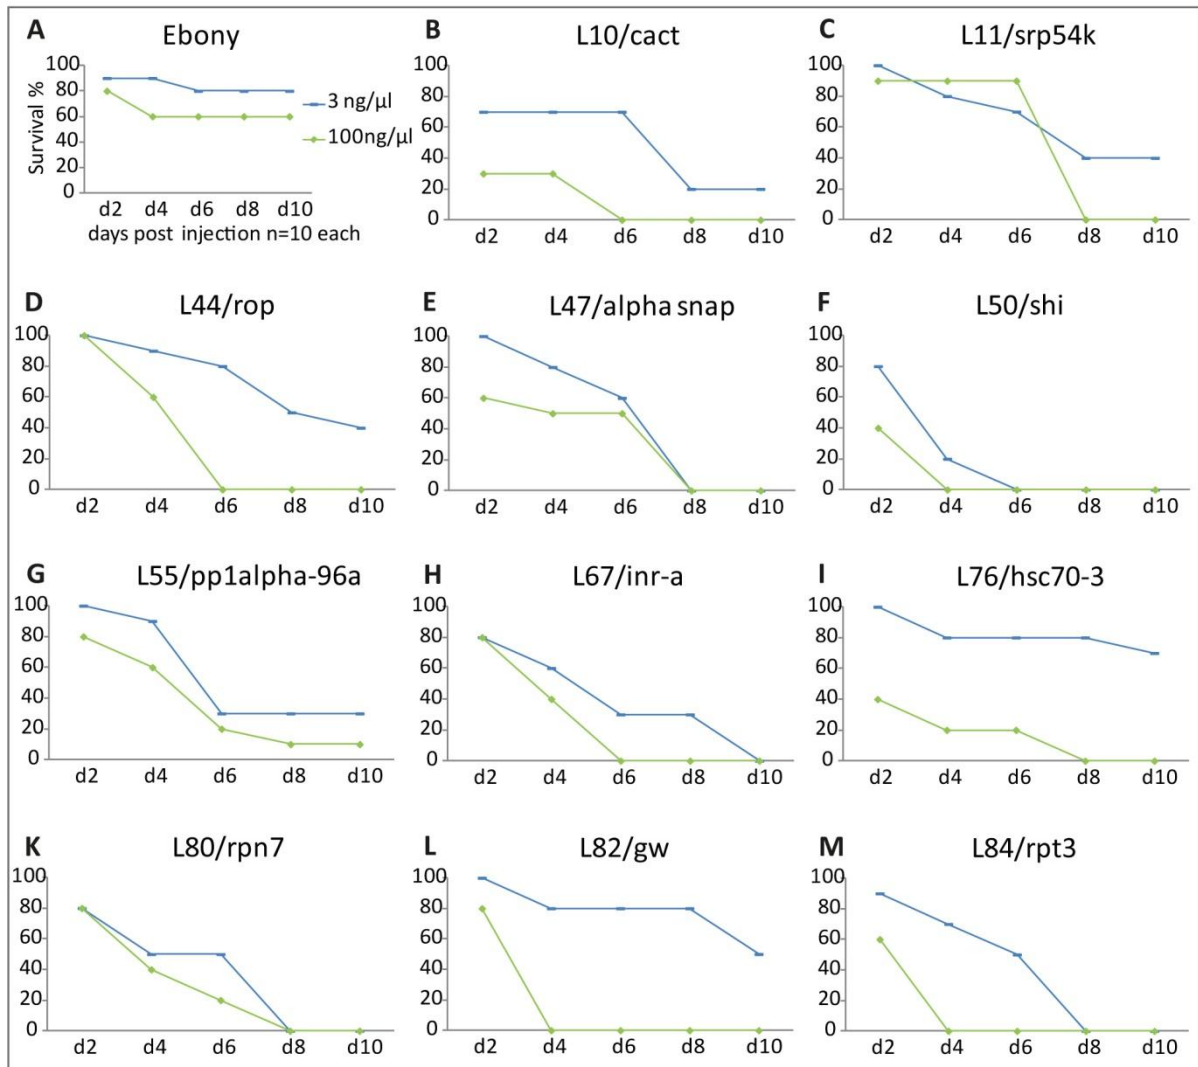 A Ebony
100
80
60
40
20
0
Survival %
3 ng/µl
100ng/µl
d2 d4 d6 d8 d10
days post injection n=10 each
B L10/cact
100
80
60
40
20
0
d2 d4 d6 d8 d10
C L11/srp54k
100
80
60
40
20
0
d2 d4 d6 d8 d10
D L44/rop
100
80
60
40
20
0
d2 d4 d6 d8 d10
E L47/alpha snap
100
80
60
40
20
0
d2 d4 d6 d8 d10
F L50/shi
100
80
60
40
20
0
d2 d4 d6 d8 d10
G L55/pp1alpha-96a
100
80
60
40
20
0
d2 d4 d6 d8 d10
H L67/inr-a
100
80
60
40
20
0
d2 d4 d6 d8 d10
I L76/hsc70-3
100
80
60
40
20
0
d2 d4 d6 d8 d10
K L80/rpn7
100
80
60
40
20
0
d2 d4 d6 d8 d10
L L82/gw
100
80
60
40
20
0
d2 d4 d6 d8 d10
M L84/rpt3
100
80
60
40
20
0
d2 d4 d6 d8 d10